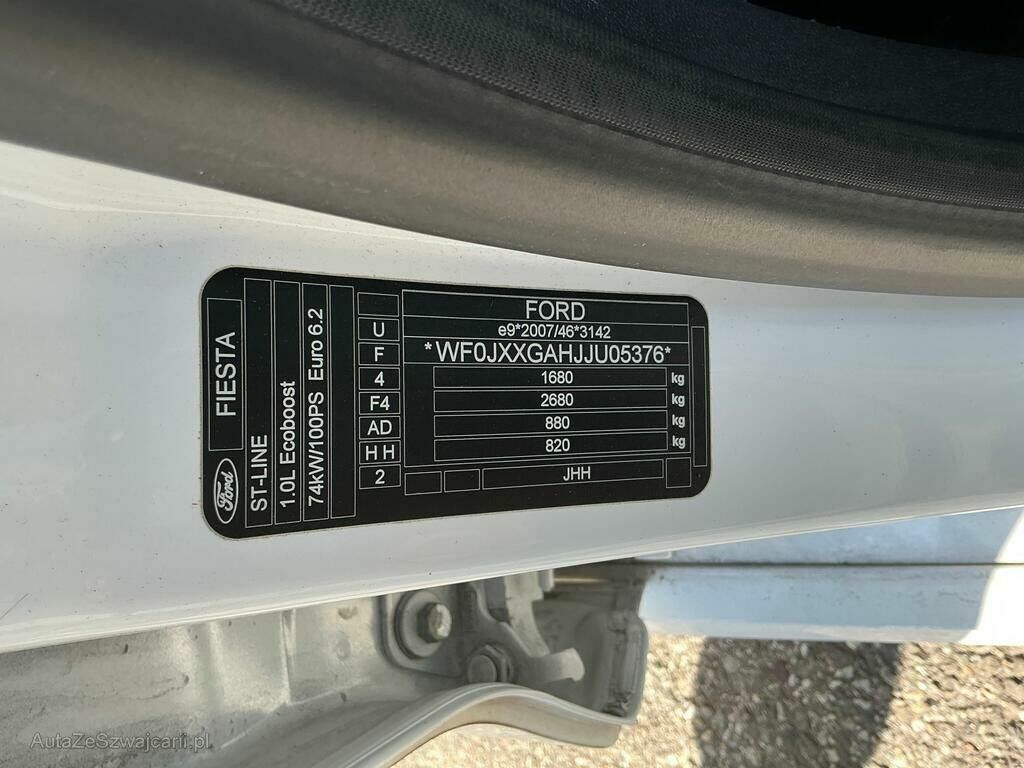 Ford
FIESTA
ST-LINE
1.0L Ecoboost
74kW/100PS Euro 6.2
U
F
4
F4
AD
HH
2
FORD
e9*2007/46*3142
*WF0JXXGAHJJU05376*
1680 kg
2680 kg
880 kg
820 kg
JHH
AutaZeSzwajcarii.pl